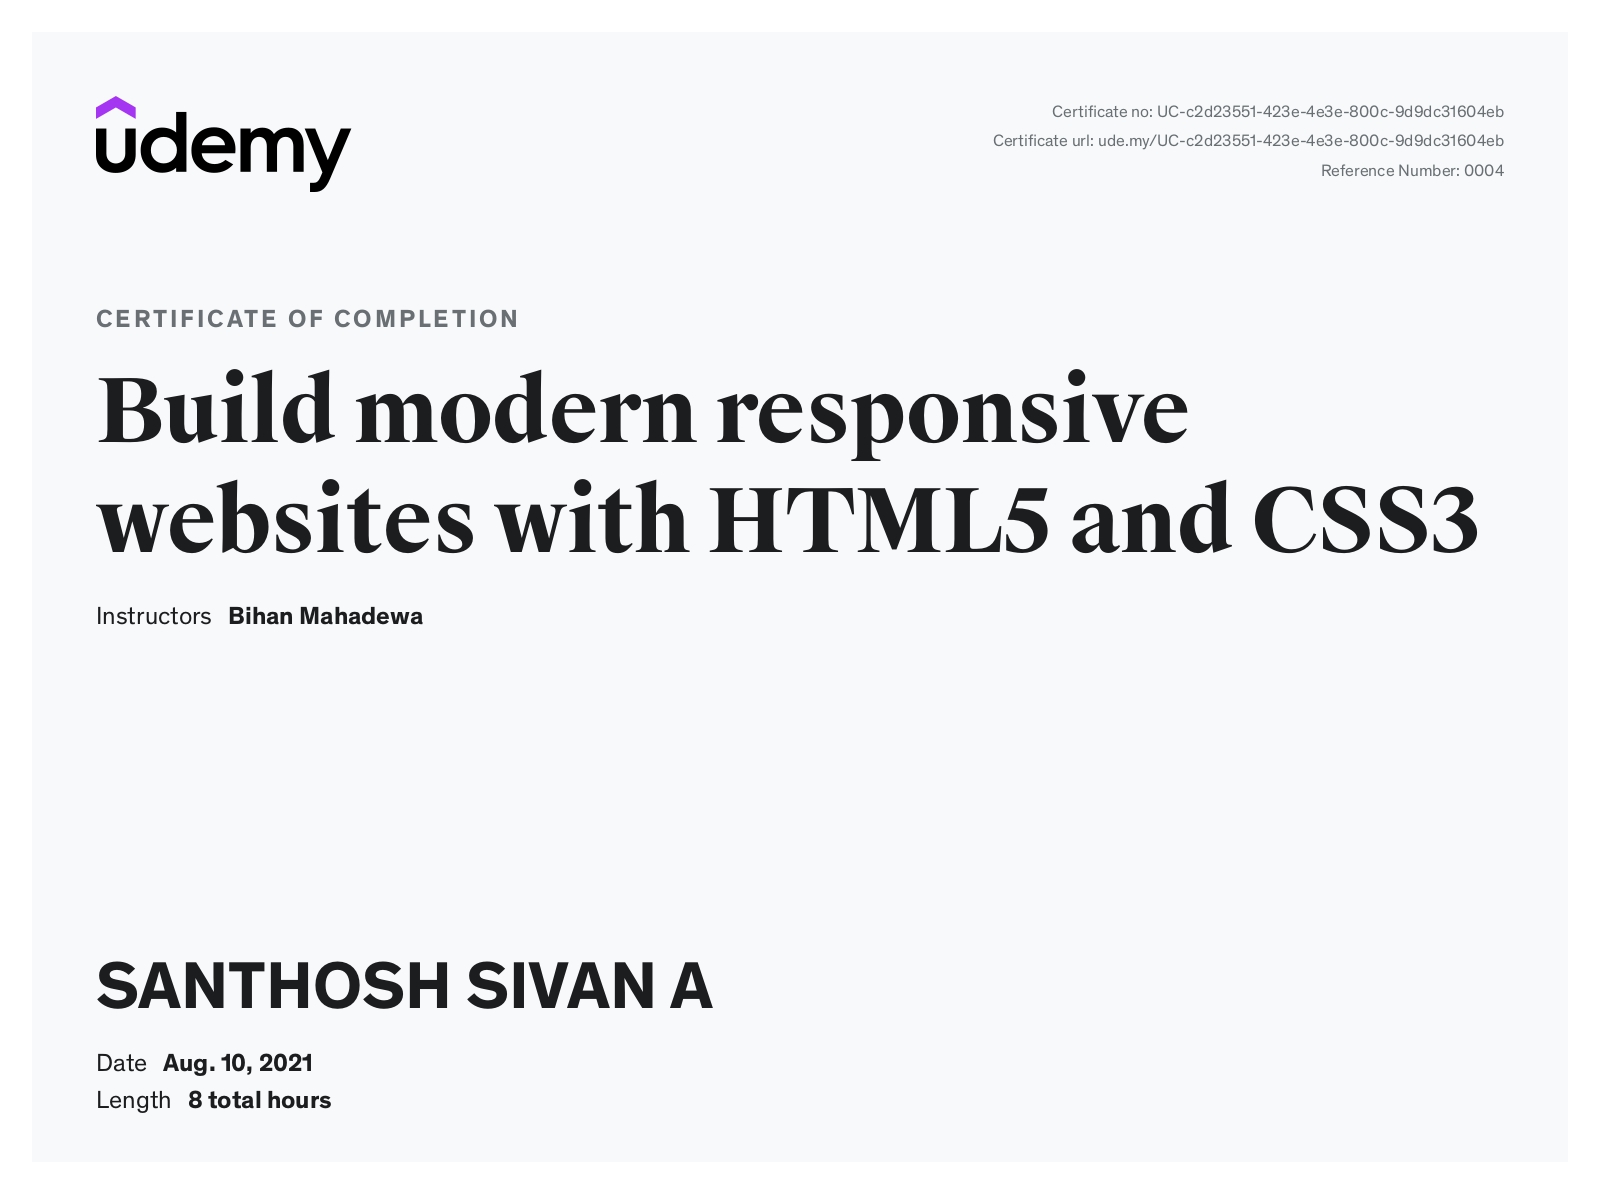 udemy
Certificate no: UC-c2d23551-423e-4e3e-800c-9d9dc31604eb
Certificate url: ude.my/UC-c2d23551-423e-4e3e-800c-9d9dc31604eb
Reference Number: 0004
CERTIFICATE OF COMPLETION
Build modern responsive
websites with HTML5 and CSS3
Instructors Bihan Mahadewa
SANTHOSH SIVAN A
Date Aug. 10, 2021
Length 8 total hours